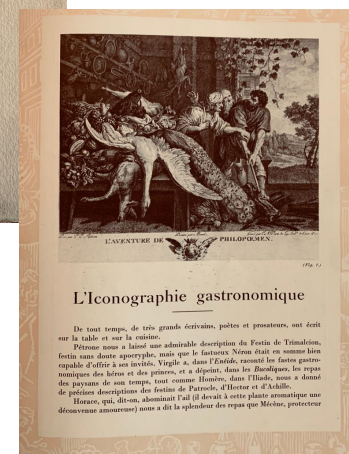 L'AVENTURE DE PHILOPŒMEN.
(Fig. 1.)
L'Iconographie gastronomique
De tout temps, de très grands écrivains, poètes et prosateurs, ont écrit
sur la table et sur la cuisine.
Pétrone nous a laissé une admirable description du Festin de Trimalcion,
festin sans doute apocryphe, mais que le fastueux Néron était en somme bien
capable d'offrir à ses invités. Virgile a, dans l'Enéide, raconté les fastes gastro-
nomiques des héros et des princes, et a dépeint, dans les Bucoliques, les repas
des paysans de son temps, tout comme Homère, dans l'Iliade, nous a donné
de précises descriptions des festins de Patrocle, d'Hector et d'Achille.
Horace, qui, dit-on, abominait l'ail (il devait à cette plante aromatique une
déconvenue amoureuse) nous a dit la splendeur des repas que Mécène, protecteur